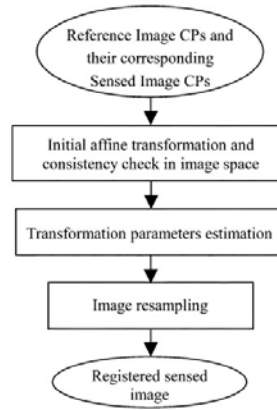 Reference Image CPs and
their corresponding
Sensed Image CPs
Initial affine transformation and
consistency check in image space
Transformation parameters estimation
Image resampling
Registered sensed
image